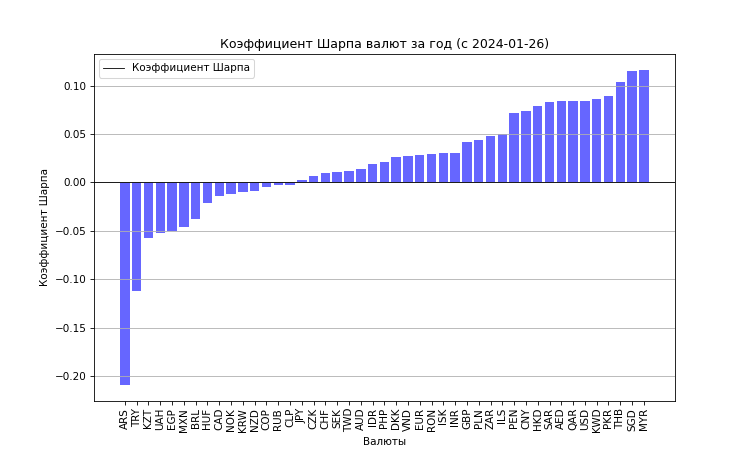 Коэффициент Шарпа валют за год (с 2024-01-26)
Коэффициент Шарпа
0.10
0.05
0.00
−0.05
−0.10
−0.15
−0.20
Коэффициент Шарпа
ARS TRY KZT UAH EGP MXN BRL HUF CAD NOK KRW NZD COP RUB CLP JPY CZK CHF SEK TWD AUD IDR PHP DKK VND EUR RON ISK INR GBP PLN ZAR ILS PEN CNY HKD SAR AED QAR USD KWD PKR THB SGD MYR
Валюты